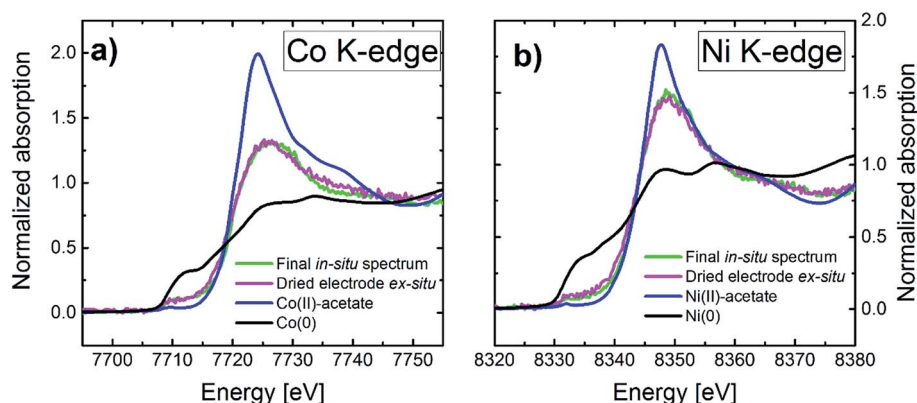 a)
Co K-edge
Normalized absorption
2.0
1.5
1.0
0.5
0.0
Final in-situ spectrum
Dried electrode ex-situ
Co(II)-acetate
Co(0)
7700 7710 7720 7730 7740 7750
Energy [eV]
b)
Ni K-edge
2.0
1.5
1.0
0.5
0.0
Normalized absorption
Final in-situ spectrum
Dried electrode ex-situ
Ni(II)-acetate
Ni(0)
8320 8330 8340 8350 8360 8370 8380
Energy [eV]